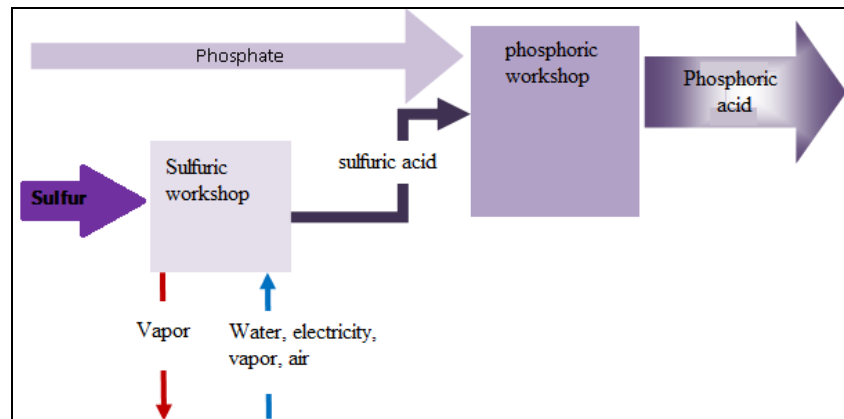 Phosphate
phosphoric
workshop
Phosphoric
acid
Sulfuric
workshop
sulfuric acid
Sulfur
Vapor
Water, electricity,
vapor, air